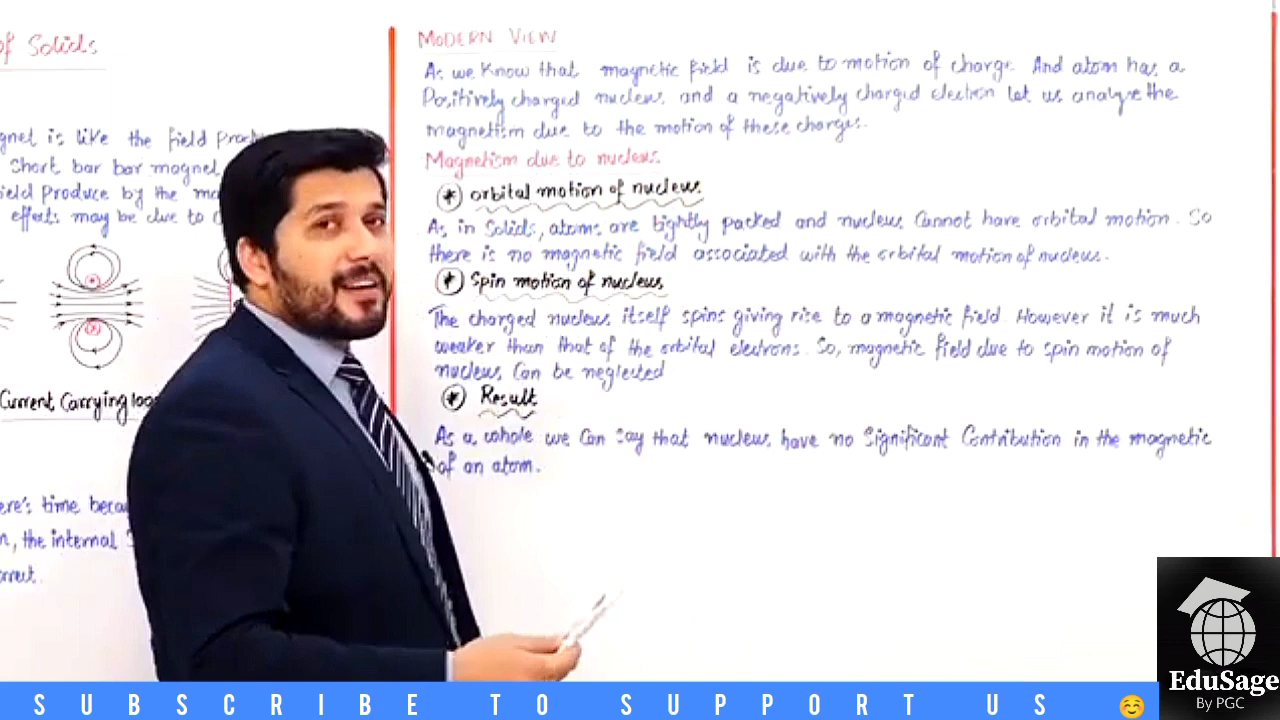 of Solids
gnet is like the field prod
Short bar bar magnet
ield Produce by the ma
effects may be due to
Current Carrying loo
ere's time becau
n, the internal
orrect.
MODERN VIEW
As we Know that magnetic field is due to motion of charge. And atom has a
Positively charged nucleus and a negatively charged electron let us analyze the
magnetism due to the motion of these charges.
Magnetism due to nucleus.
* orbital motion of nucleus
As in Solids, atoms are tightly packed and nucleus Cannot have orbital motion. So
there is no magnetic field associated with the orbital motion of nucleus.
* Spin motion of nucleus
The charged nucleus itself spins giving rise to a magnetic field However it is much
weaker than that of the orbital electrons. So, magnetic field due to spin motion of
nucleus Can be neglected
* Result
As a whole we Can Say that nucleus have no Significant Contribution in the magnetic
of an atom.
EduSage
By PGC
SUBSCRIBE TO SUPPORT US